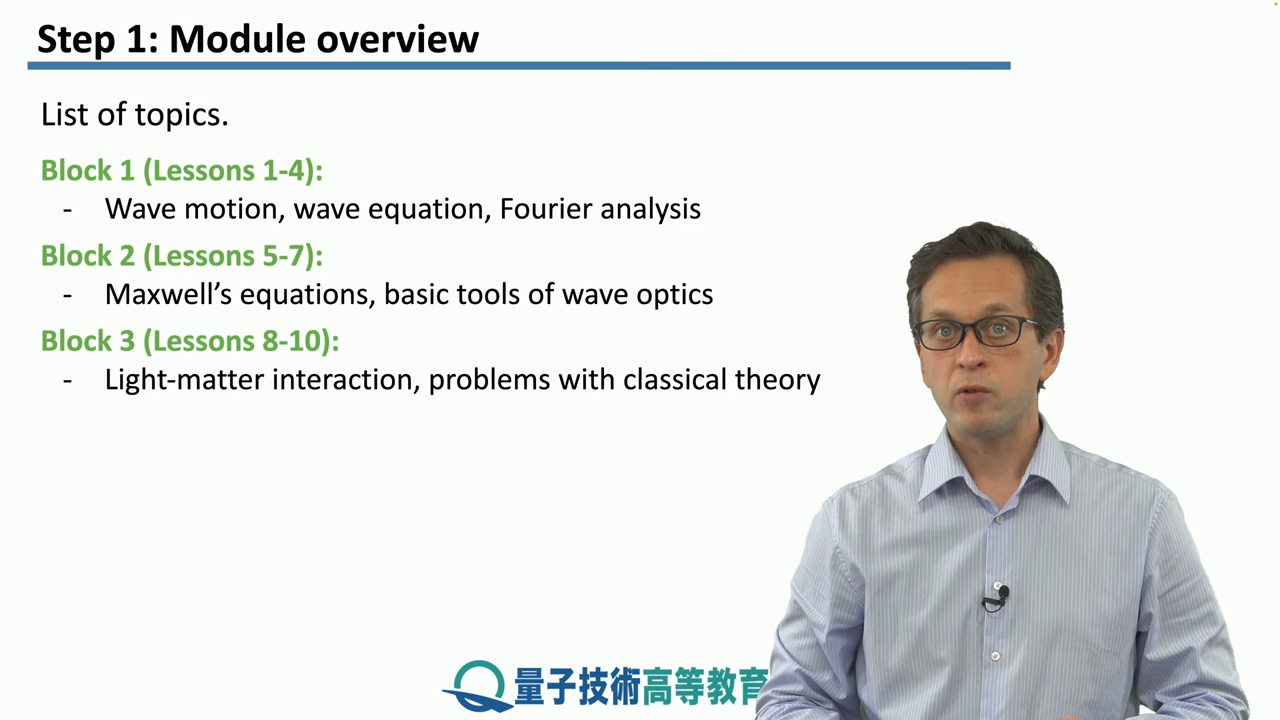 Step 1: Module overview
List of topics.
Block 1 (Lessons 1-4):
- Wave motion, wave equation, Fourier analysis
Block 2 (Lessons 5-7):
- Maxwell’s equations, basic tools of wave optics
Block 3 (Lessons 8-10):
- Light-matter interaction, problems with classical theory
量子技術高等教育